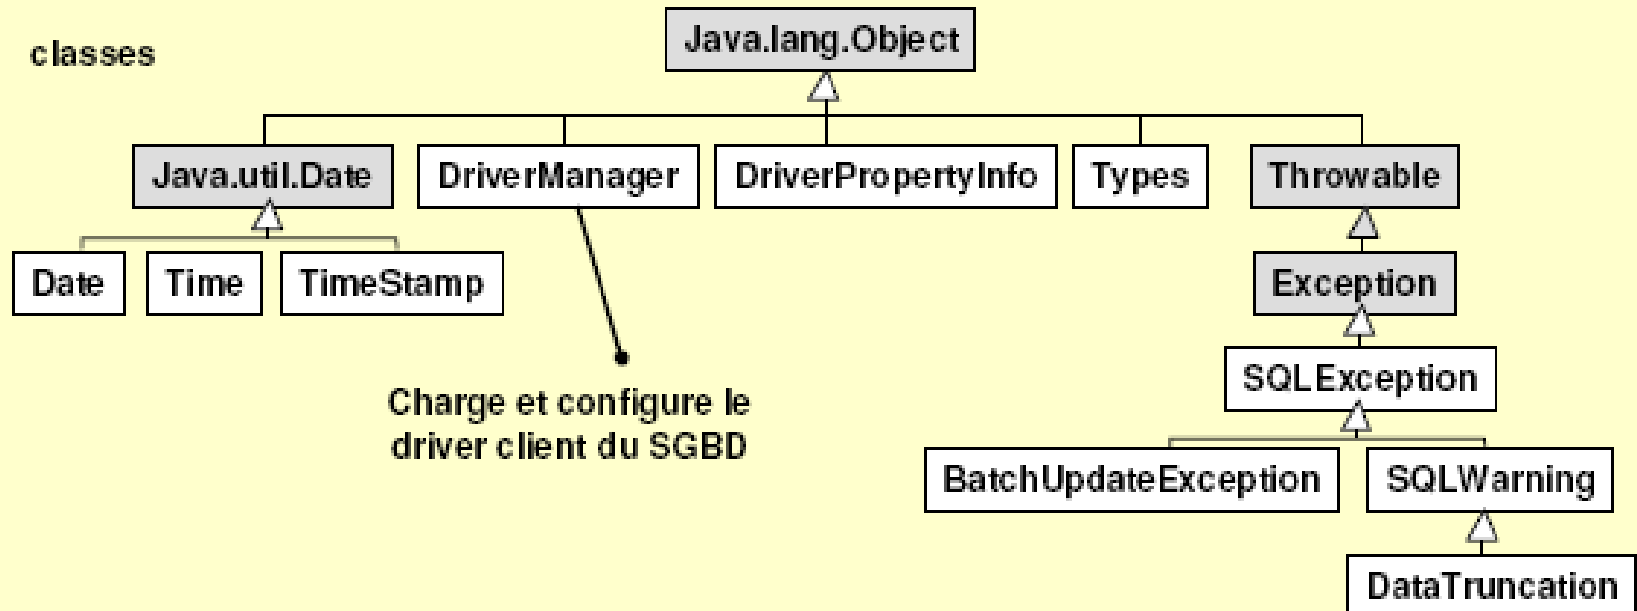 Java.lang.Object
classes
Java.util.Date
DriverManager
DriverPropertyInfo
Types
Throwable
Date
Time
TimeStamp
Exception
SQLException
Charge et configure le
driver client du SGBD
BatchUpdateException
SQLWarning
DataTruncation